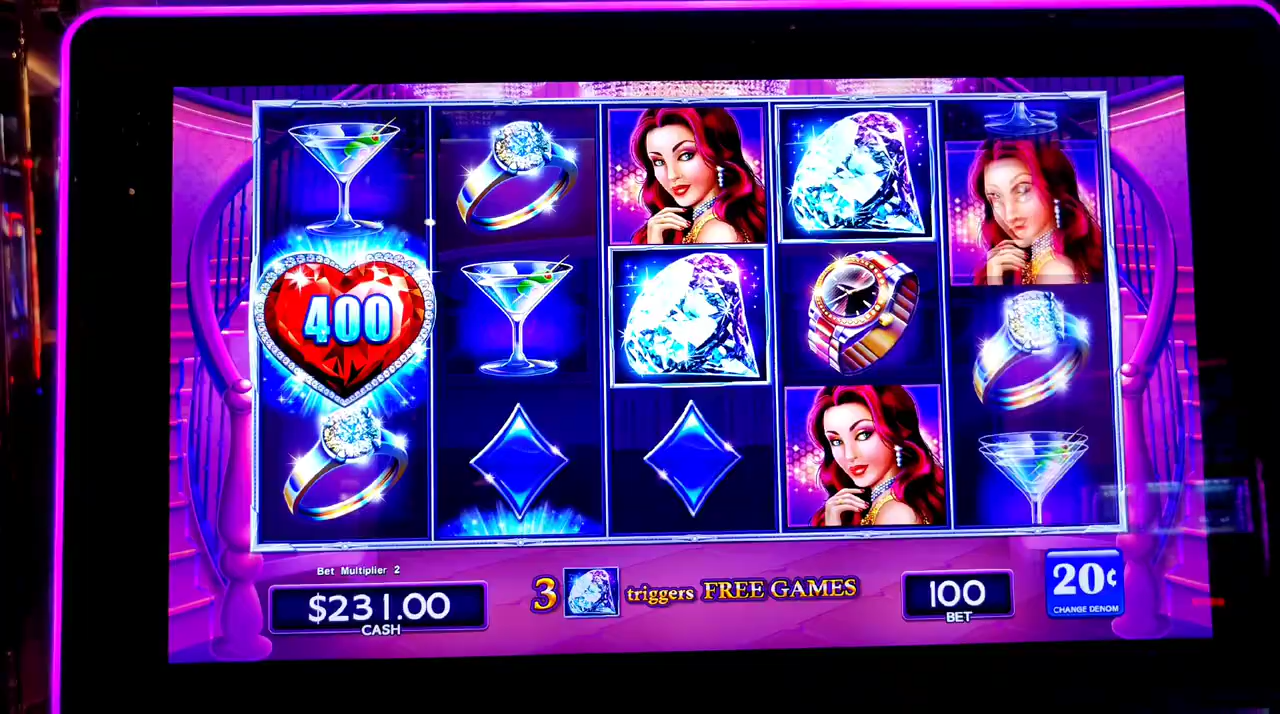 400
Bet Multiplier 2
$231.00
CASH
3 triggers FREE GAMES
100
BET
20¢
CHANGE DENOM